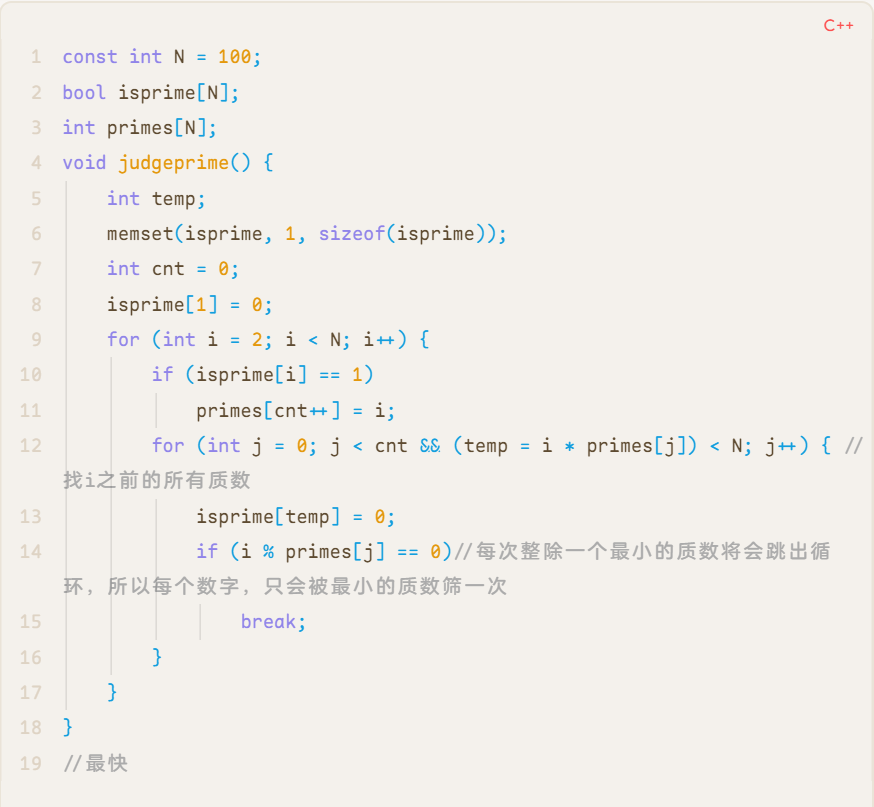 C++
1 const int N = 100;
2 bool isprime[N];
3 int primes[N];
4 void judgeprime() {
5 int temp;
6 memset(isprime, 1, sizeof(isprime));
7 int cnt = 0;
8 isprime[1] = 0;
9 for (int i = 2; i < N; i++) {
10 if (isprime[i] == 1)
11 primes[cnt++] = i;
12 for (int j = 0; j < cnt && (temp = i * primes[j]) < N; j++) { //
找i之前的所有质数
13 isprime[temp] = 0;
14 if (i % primes[j] == 0)//每次整除一个最小的质数将会跳出循
环，所以每个数字，只会被最小的质数筛一次
15 break;
16 }
17 }
18 }
19 //最快